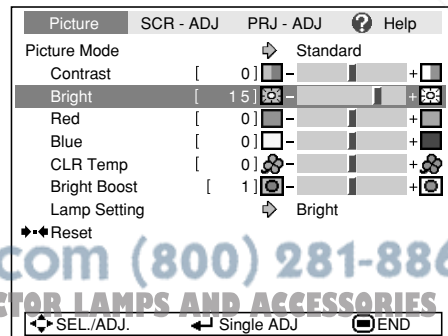 Picture SCR - ADJ PRJ - ADJ ? Help
Picture Mode Standard
Contrast [ 0 ] - +
Bright [ 15 ] - +
Red [ 0 ] - +
Blue [ 0 ] - +
CLR Temp [ 0 ] - +
Bright Boost [ 1 ] - +
Lamp Setting Bright
Reset
com (800) 281-886
CTOR LAMPS AND ACCESSORIES
SEL./ADJ. Single ADJ END